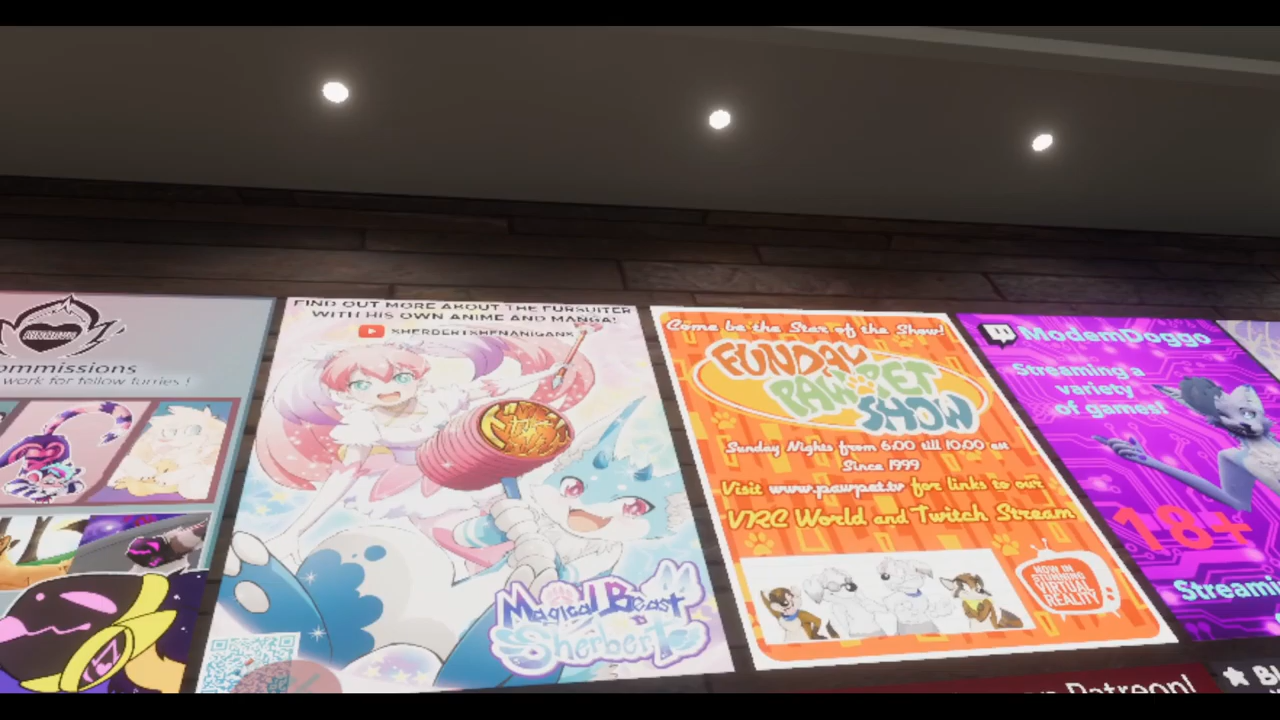 ommissions
work for fellow furries !
FIND OUT MORE ABOUT THE FURSUITER
WITH HIS OWN ANIME AND MANGA!
SHERBERTSHENANIGANX
Magical Beast
Sherbert
Come be the Star of the Show!
FUNDAY
PAWPET
SHOW
Sunday Nights from 6:00 till 10:00 est
Since 1999
Visit www.pawpet.tv for links to our
VRC World and Twitch Stream
NOW IN
STUNNING
VIRTUAL
REALITY
ModemDoggo
Streaming a
variety
of games!
18+
Streami
on Patreon!